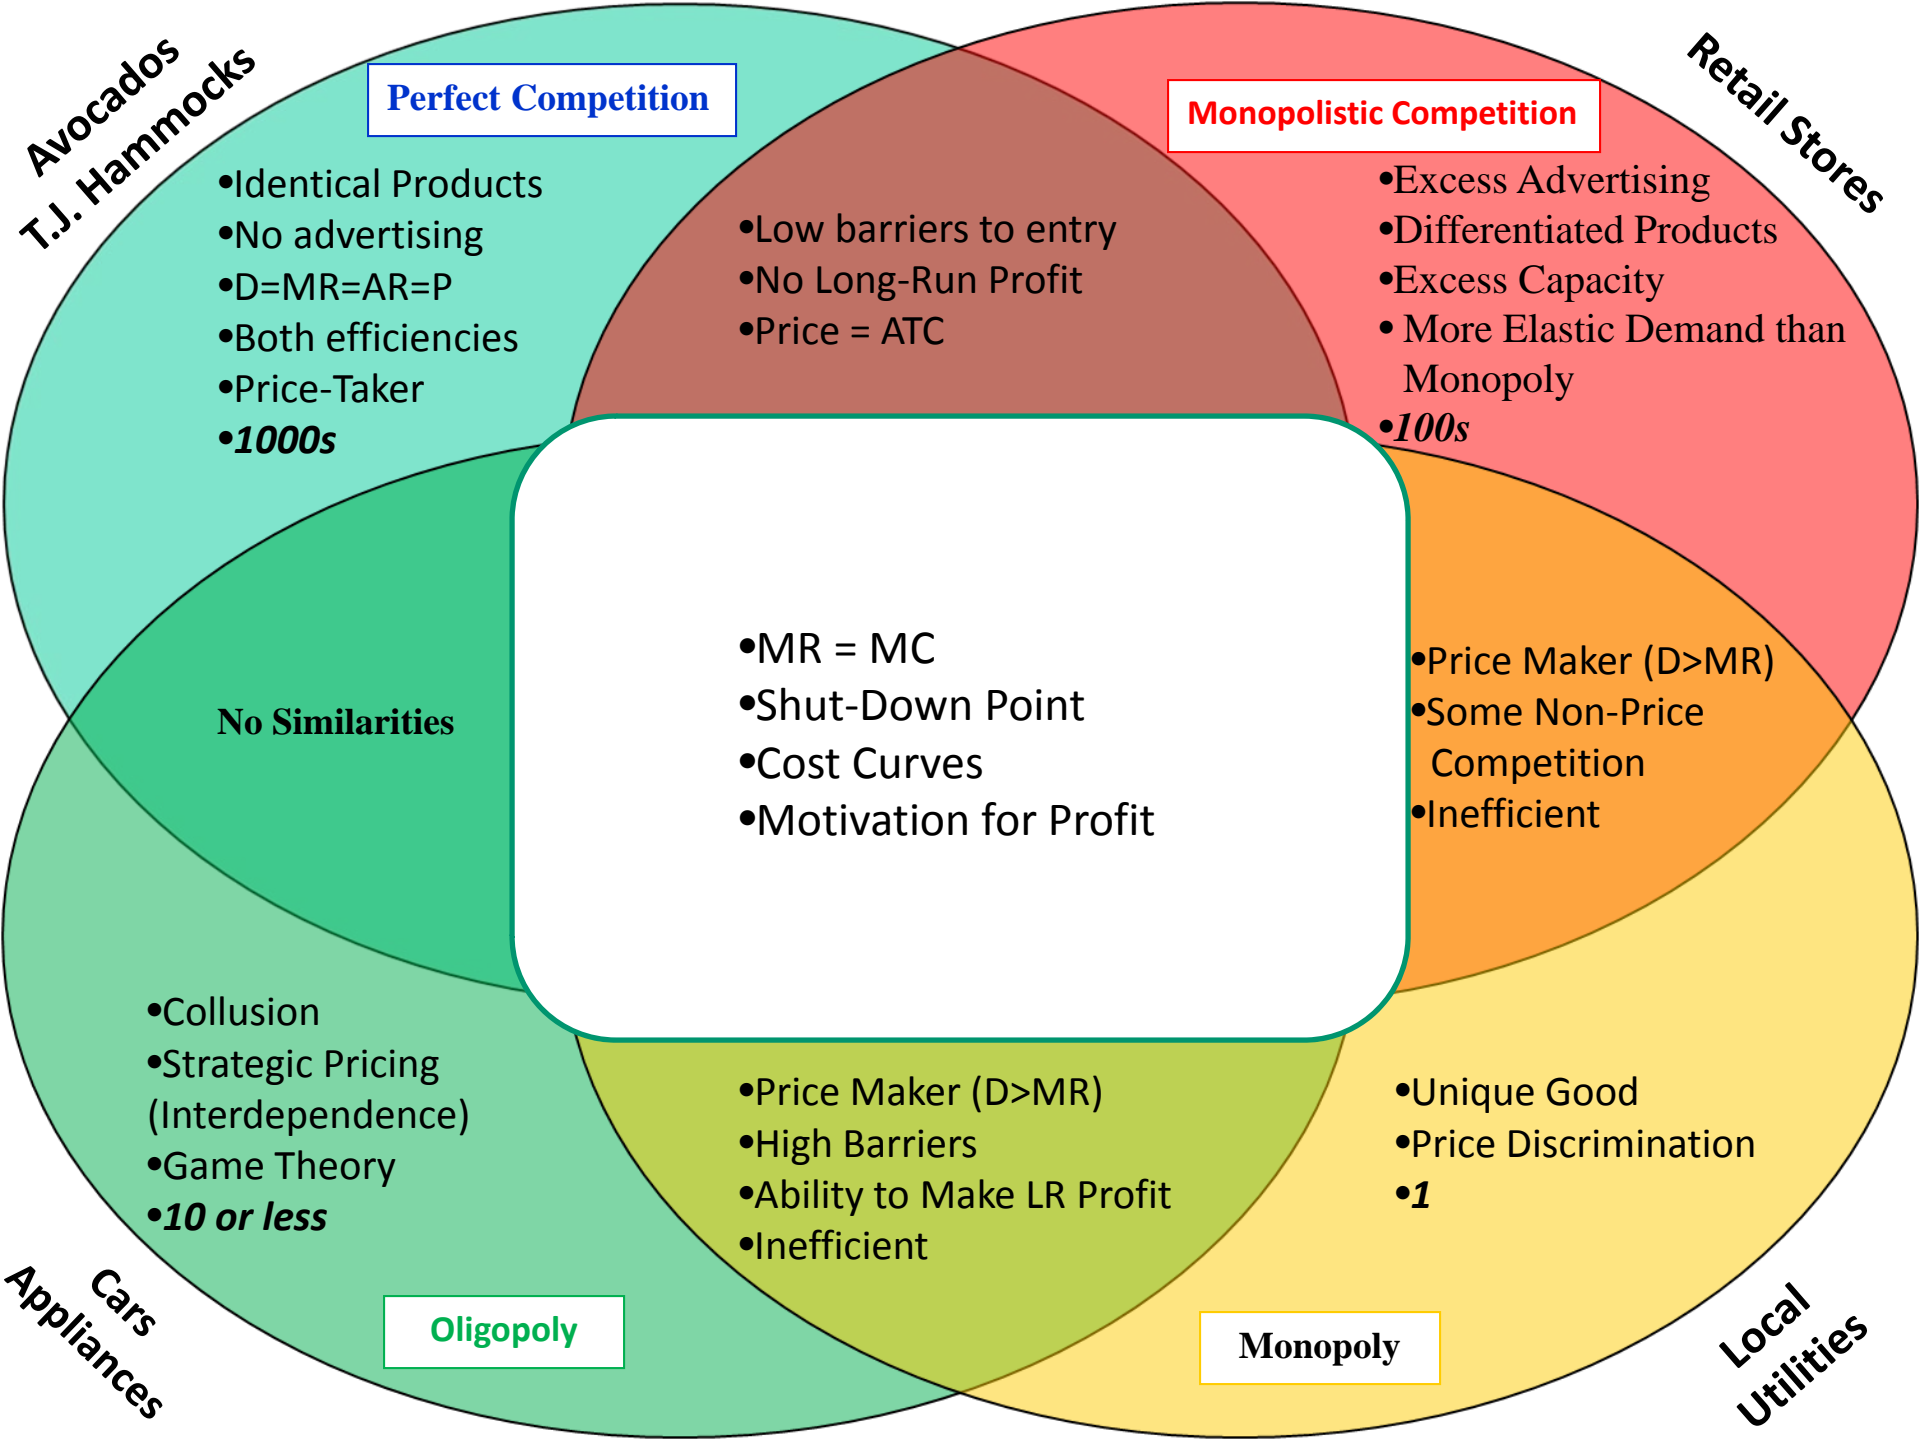 Avocados
T.J. Hammocks
Perfect Competition
•Identical Products
•No advertising
•D=MR=AR=P
•Both efficiencies
•Price-Taker
•1000s
•Low barriers to entry
•No Long-Run Profit
•Price = ATC
Monopolistic Competition
•Excess Advertising
•Differentiated Products
•Excess Capacity
• More Elastic Demand than
Monopoly
•100s
Retail Stores
No Similarities
•MR = MC
•Shut-Down Point
•Cost Curves
•Motivation for Profit
•Price Maker (D>MR)
•Some Non-Price
Competition
•Inefficient
•Collusion
•Strategic Pricing
(Interdependence)
•Game Theory
•10 or less
Oligopoly
Cars
Appliances
•Price Maker (D>MR)
•High Barriers
•Ability to Make LR Profit
•Inefficient
•Unique Good
•Price Discrimination
•1
Monopoly
Local
Utilities